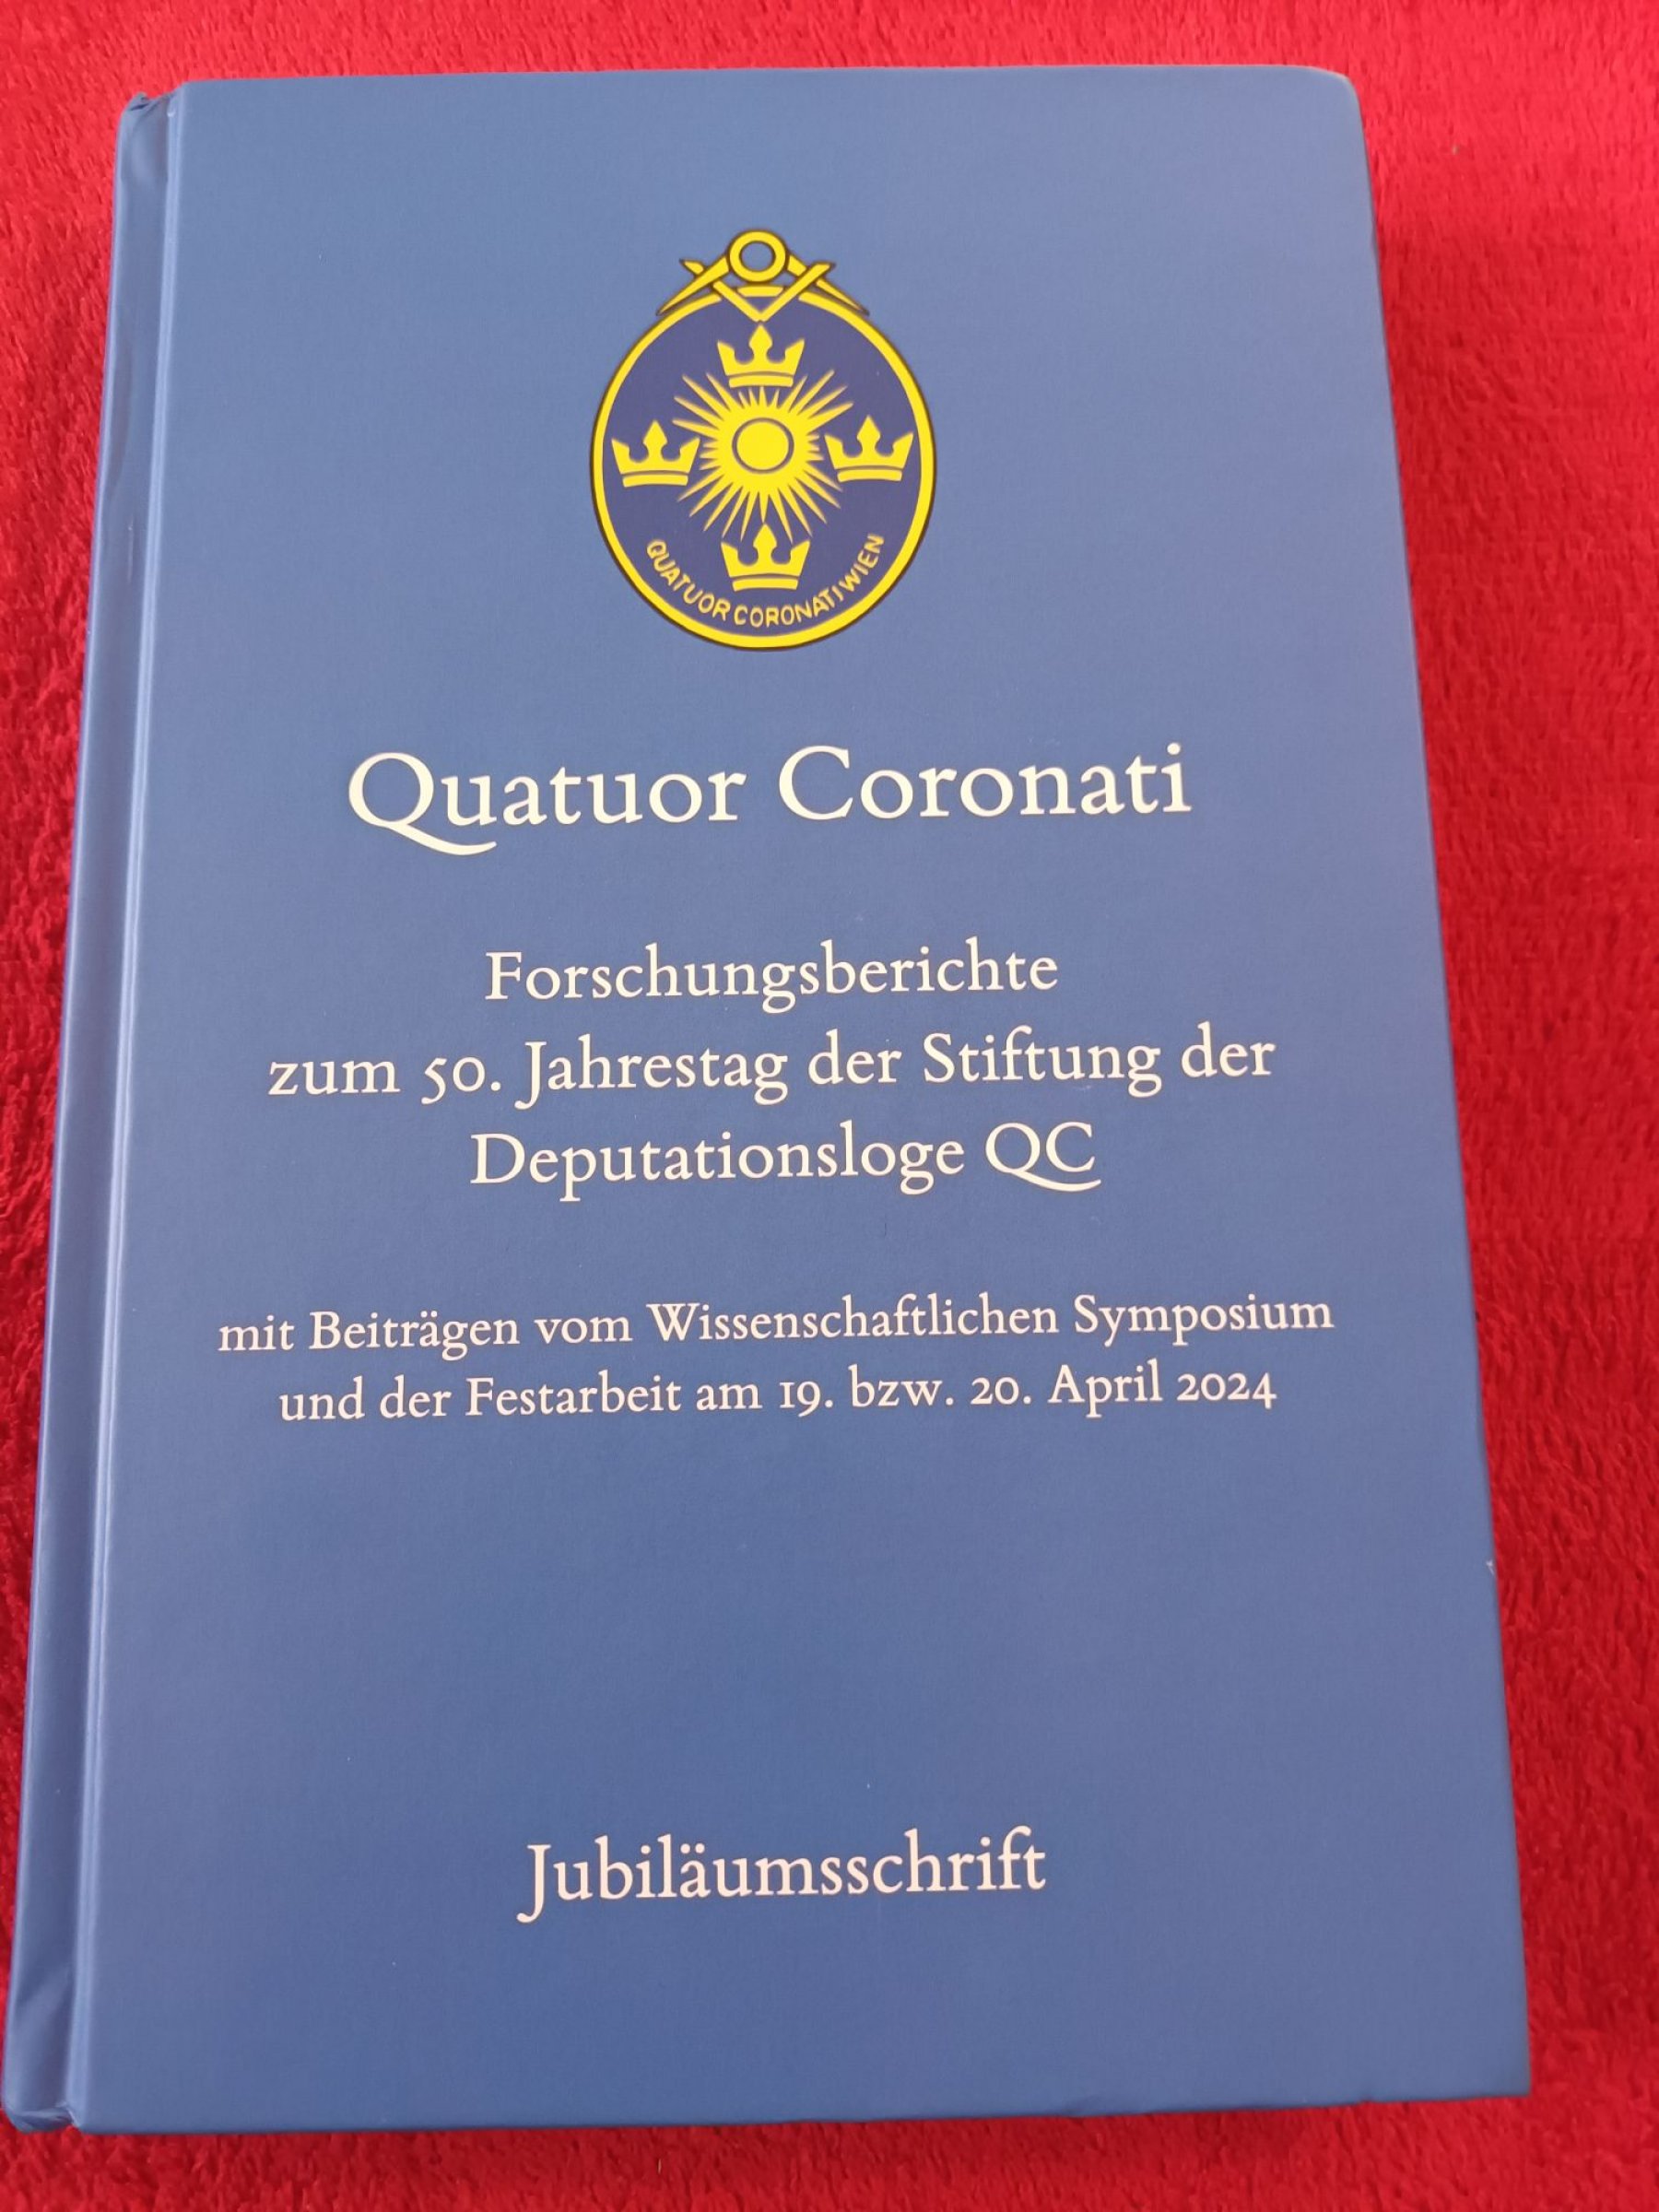 QUATUOR CORONATI WIEN
Quatuor Coronati
Forschungsberichte
zum 50. Jahrestag der Stiftung der
Deputationsloge QC
mit Beiträgen vom Wissenschaftlichen Symposium
und der Festarbeit am 19. bzw. 20. April 2024
Jubiläumsschrift